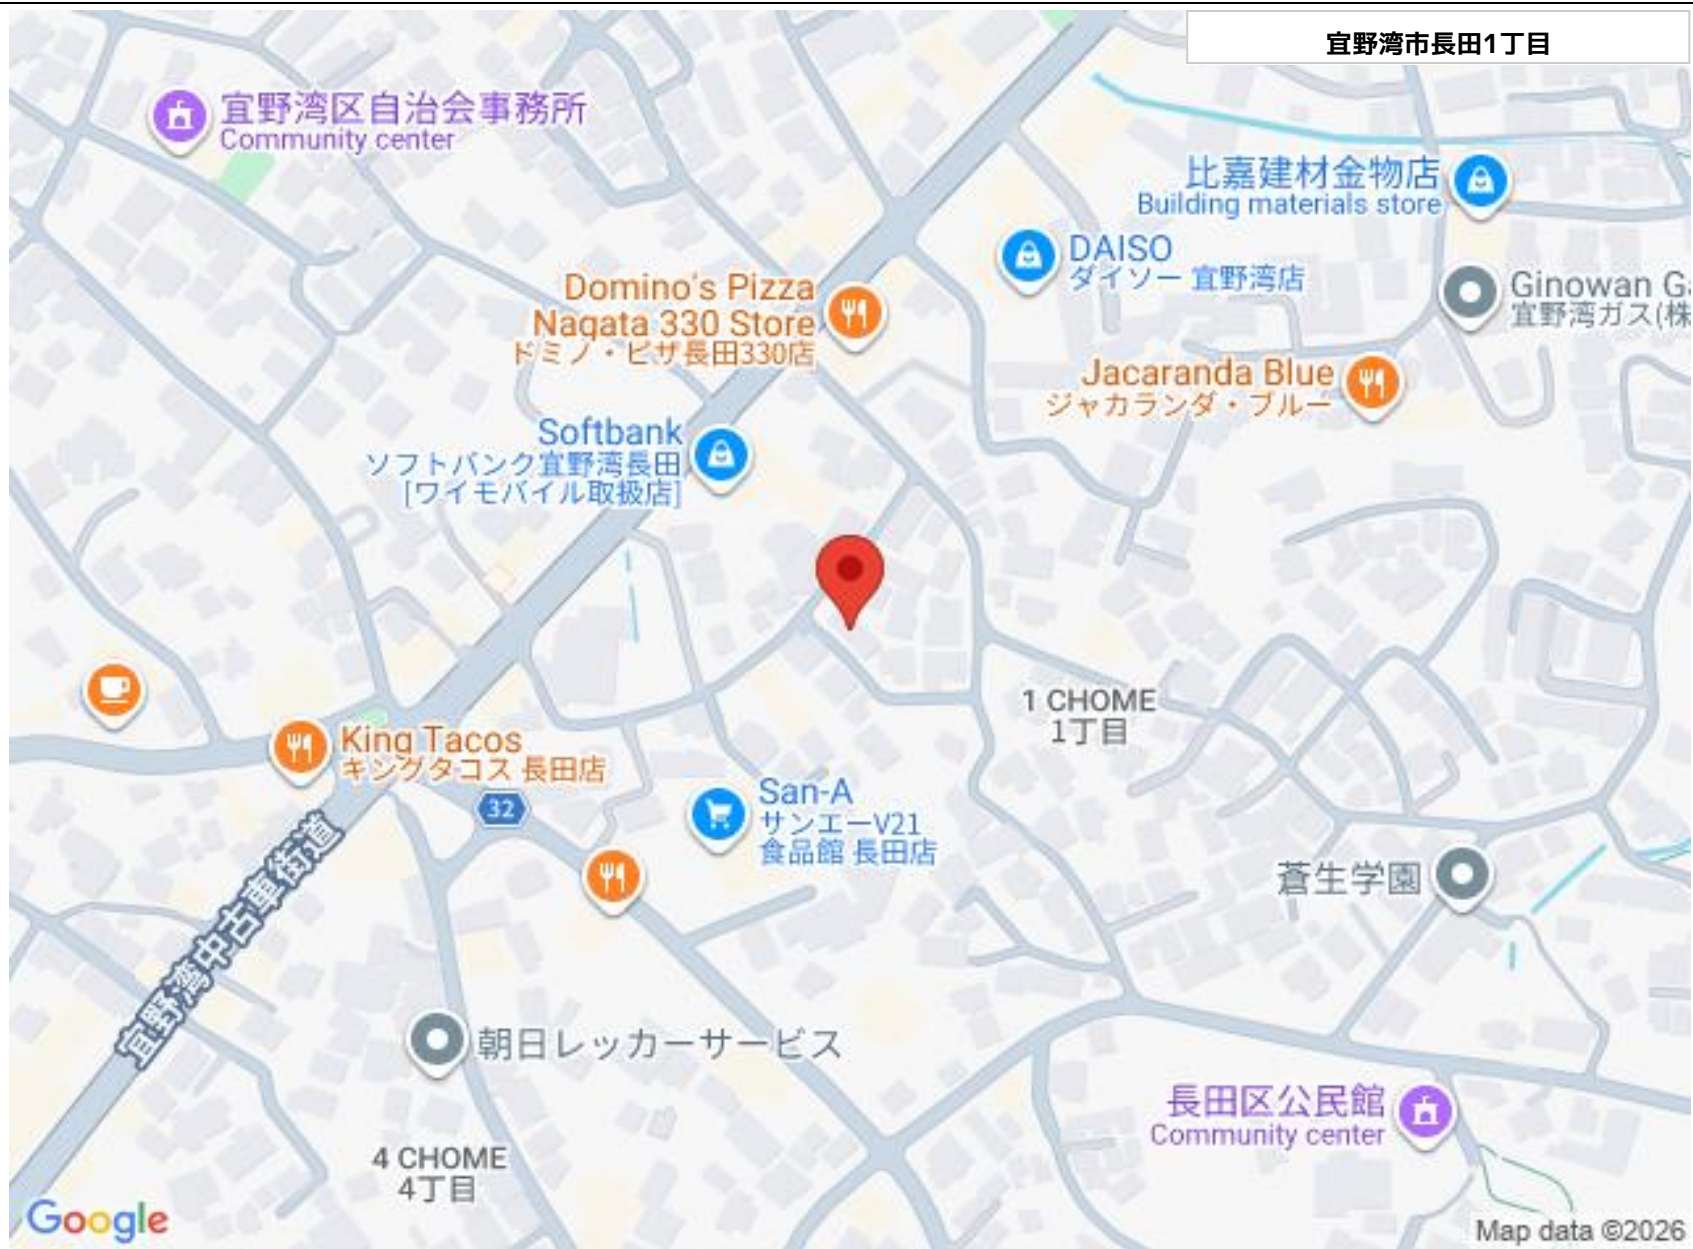 宜野湾市長田1丁目
宜野湾区自治会事務所
Community center
比嘉建材金物店
Building materials store
DAISO
ダイソー 宜野湾店
Domino's Pizza
Nagata 330 Store
ドミノ・ピザ長田330店
Ginowan Ga
宜野湾ガス(株
Jacaranda Blue
ジャカランダ・ブルー
Softbank
ソフトバンク宜野湾長田
[ワイモバイル取扱店]
1 CHOME
1丁目
King Tacos
キングタコス 長田店
32
San-A
サンエーV21
食品館 長田店
宜野湾中古車街道
蒼生学園
朝日レッカーサービス
長田区公民館
Community center
4 CHOME
4丁目
Google
Map data ©2026